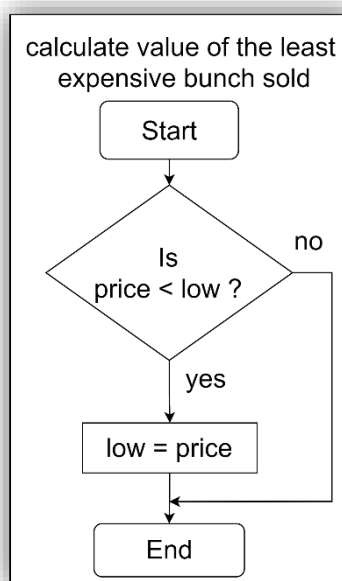 calculate value of the least
expensive bunch sold
Start
Is
price < low ?
no
yes
low = price
End